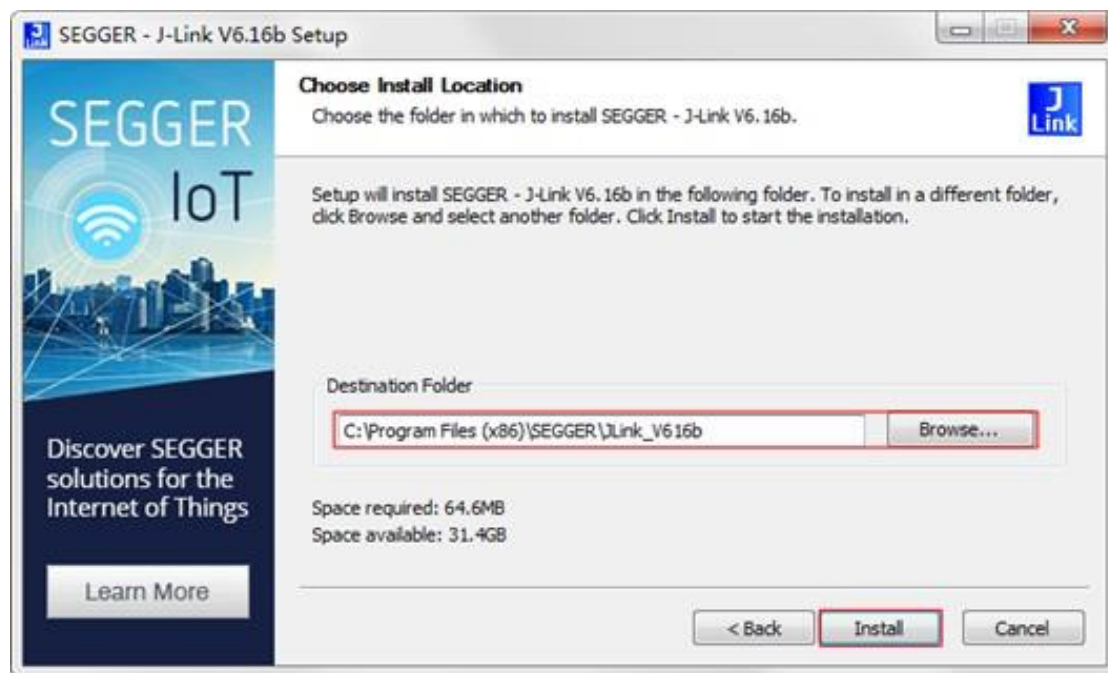 SEGGER - J-Link V6.16b Setup
SEGGER
IoT
Discover SEGGER
solutions for the
Internet of Things
Learn More
Choose Install Location
Choose the folder in which to install SEGGER - J-Link V6.16b.
J
Link
Setup will install SEGGER - J-Link V6.16b in the following folder. To install in a different folder,
click Browse and select another folder. Click Install to start the installation.
Destination Folder
C:\Program Files (x86)\SEGGER\JLink_V616b
Browse...
Space required: 64.6MB
Space available: 31.4GB
< Back
Install
Cancel